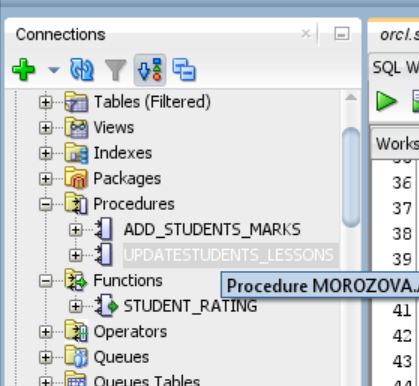 Connections
orcl.s
SQL W
Tables (Filtered)
Views
Indexes
Works
Packages
36
Procedures
37
ADD_STUDENTS_MARKS
38
UPDATESTUDENTS_LESSONS
39
Functions
Procedure MOROZOVA.
STUDENT_RATING
41
Operators
42
Queues
43
Queues Tables
44